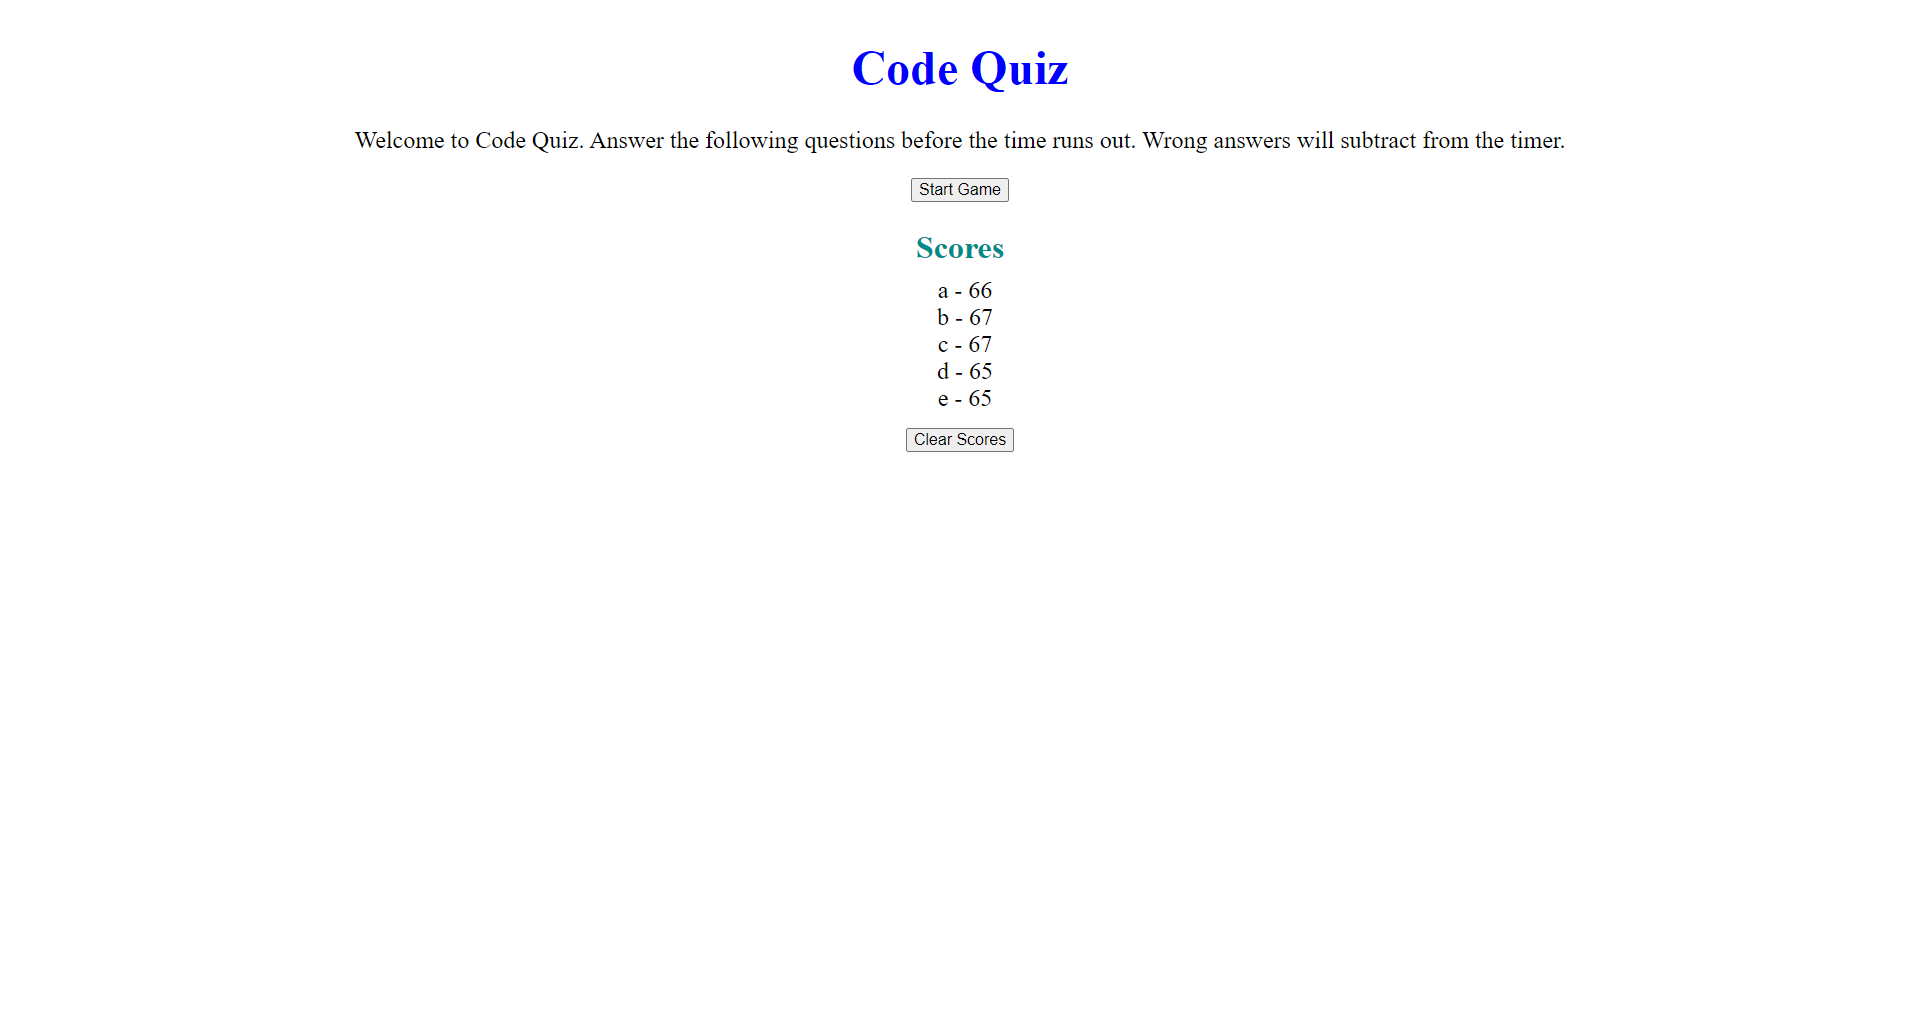 Code Quiz
Welcome to Code Quiz. Answer the following questions before the time runs out. Wrong answers will subtract from the timer.
Start Game
Scores
a - 66
b - 67
c - 67
d - 65
e - 65
Clear Scores